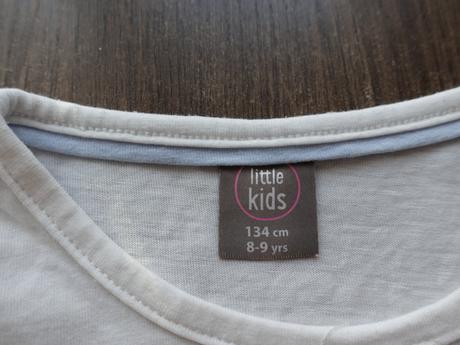 little
kids
134 cm
8-9 yrs